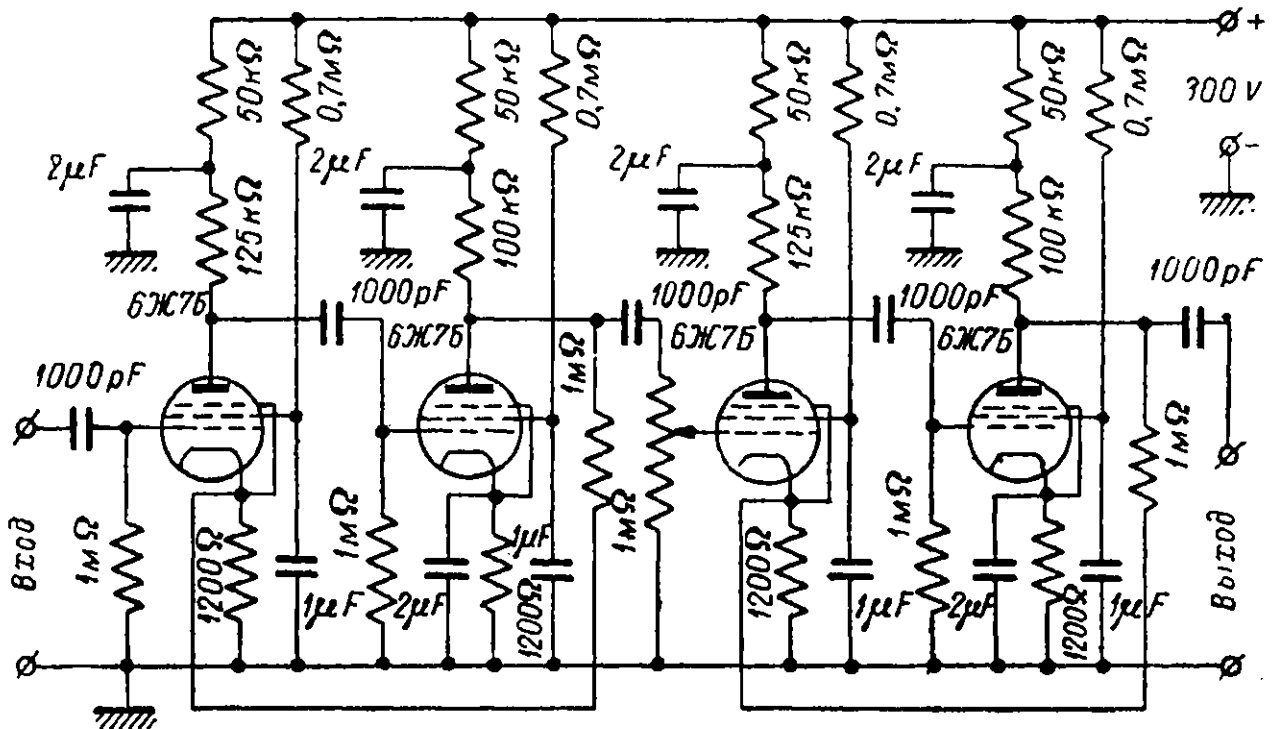 50кΩ
0,7мΩ
50кΩ
0,7мΩ
50кΩ
0.7мΩ
50кΩ
0,7мΩ
+
300 V
-
2μF
2μF
2μF
2μF
125кΩ
100кΩ
125кΩ
100кΩ
6Ж7Б
1000pF
6Ж7Б
1000pF
6Ж7Б
1000pF
6Ж7Б
1000pF
1000pF
1мΩ
1мΩ
Вход
1мΩ
1200Ω
1μF
1мΩ
2μF
1μF
1200Ω
1мΩ
1200Ω
1μF
1мΩ
2μF
1200Ω
1μF
Выход